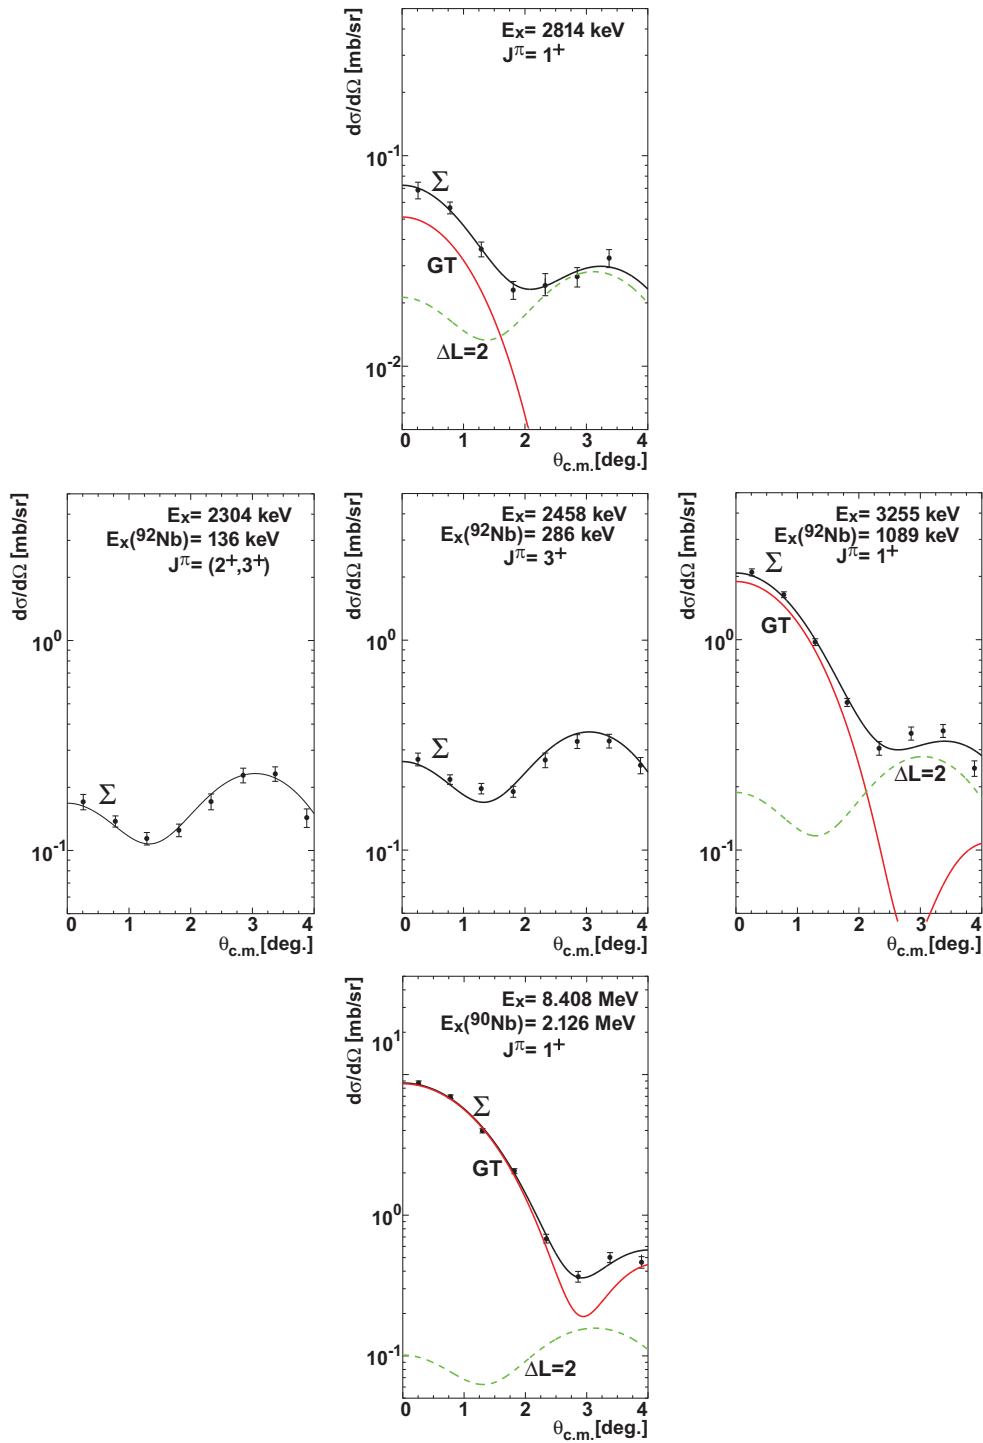 Eₓ= 2814 keV
Jπ= 1⁺
dσ/dΩ [mb/sr]
10⁻¹
Σ
GT
ΔL=2
10⁻²
0 1 2 3 4
θc.m.[deg.]
Eₓ= 2304 keV
Eₓ(⁹²Nb)= 136 keV
Jπ= (2⁺,3⁺)
dσ/dΩ [mb/sr]
10⁰
Σ
10⁻¹
0 1 2 3 4
θc.m.[deg.]
Eₓ= 2458 keV
Eₓ(⁹²Nb)= 286 keV
Jπ= 3⁺
dσ/dΩ [mb/sr]
10⁰
Σ
10⁻¹
0 1 2 3 4
θc.m.[deg.]
Eₓ= 3255 keV
Eₓ(⁹²Nb)= 1089 keV
Jπ= 1⁺
dσ/dΩ [mb/sr]
Σ
GT
10⁰
ΔL=2
10⁻¹
0 1 2 3 4
θc.m.[deg.]
Eₓ= 8.408 MeV
Eₓ(⁹⁰Nb)= 2.126 MeV
Jπ= 1⁺
dσ/dΩ [mb/sr]
10¹
Σ
GT
10⁰
10⁻¹
ΔL=2
0 1 2 3 4
θc.m.[deg.]